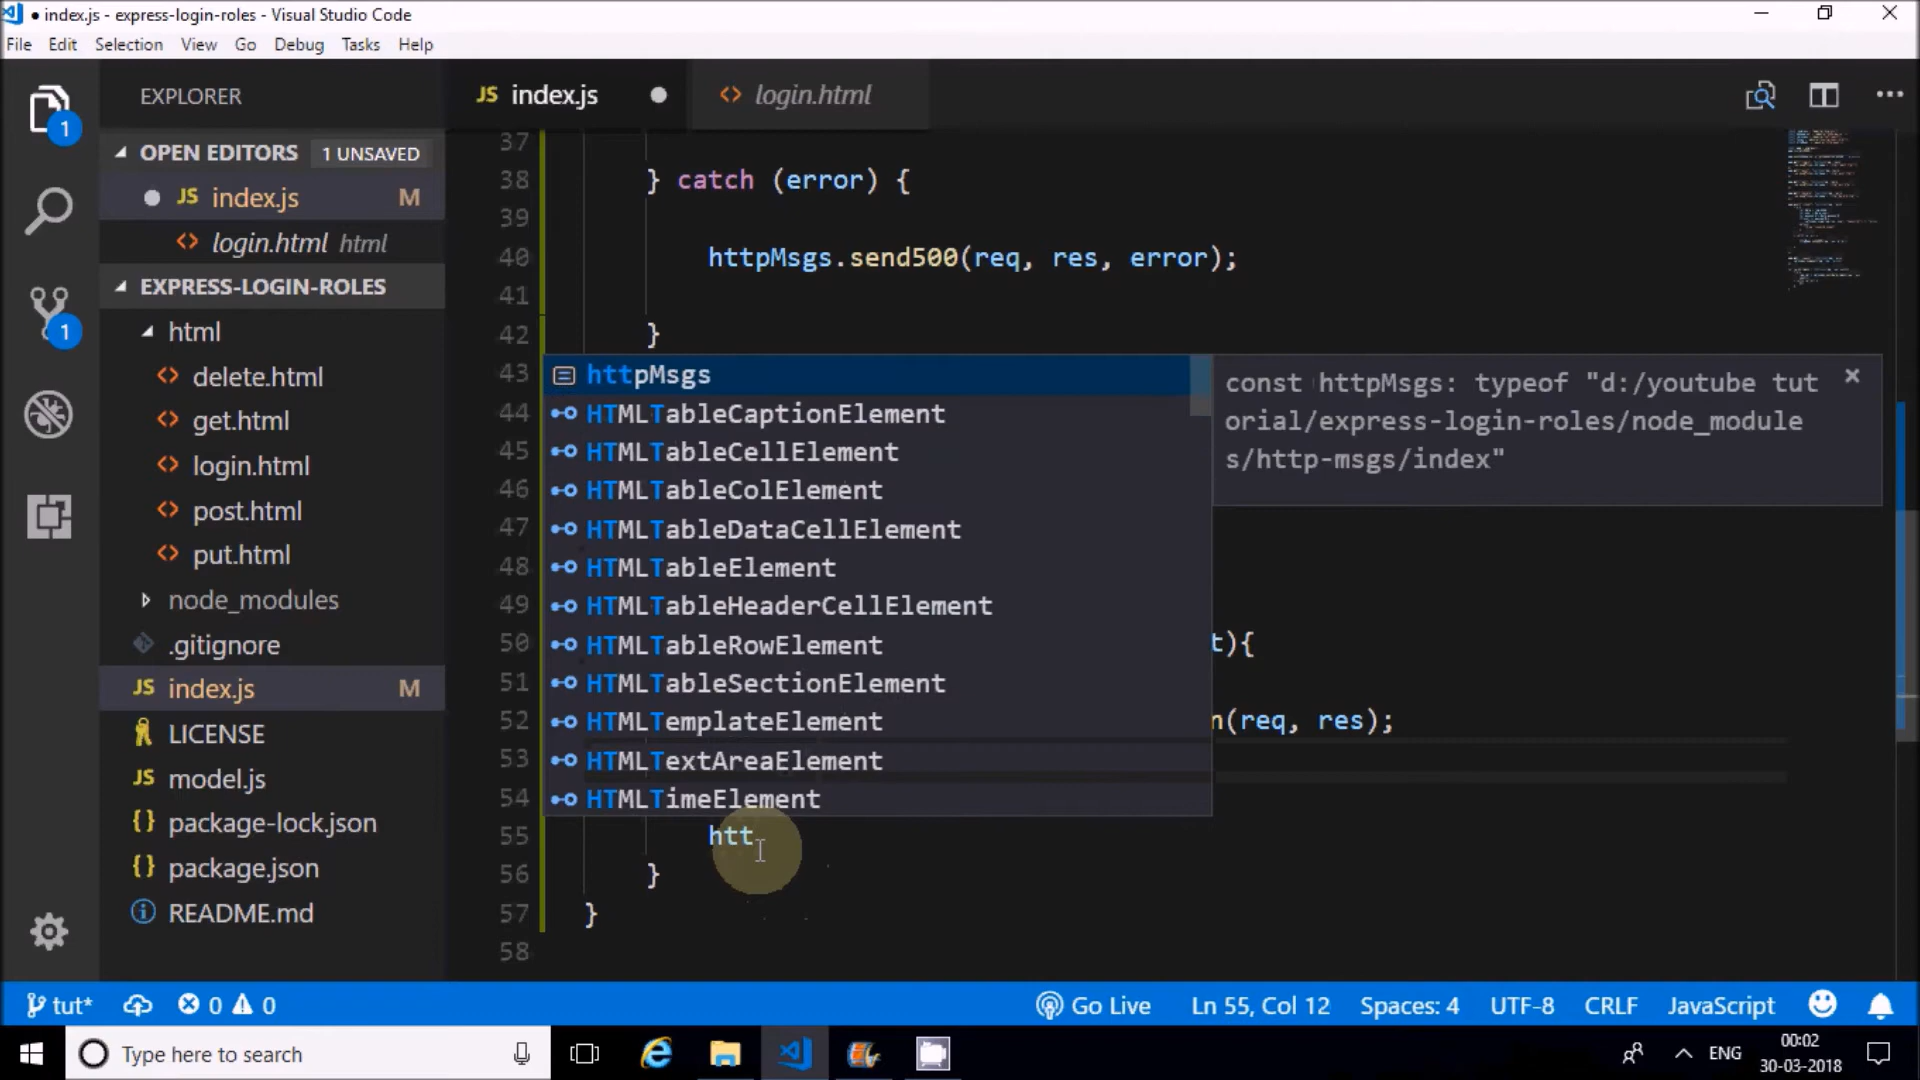 index.js - express-login-roles - Visual Studio Code
File Edit Selection View Go Debug Tasks Help
EXPLORER
OPEN EDITORS 1 UNSAVED
JS index.js M
<> login.html html
EXPRESS-LOGIN-ROLES
html
<> delete.html
<> get.html
<> login.html
<> post.html
<> put.html
node_modules
.gitignore
JS index.js M
LICENSE
JS model.js
{} package-lock.json
{} package.json
README.md
1
1
JS index.js
<> login.html
37
38 } catch (error) {
39
40 httpMsgs.send500(req, res, error);
41
42 }
43
44
45
46
47
48
49
50 t){
51
52 n(req, res);
53
54
55 htt
56 }
57 }
58
httpMsgs
HTMLTableCaptionElement
HTMLTableCellElement
HTMLTableColElement
HTMLTableDataCellElement
HTMLTableElement
HTMLTableHeaderCellElement
HTMLTableRowElement
HTMLTableSectionElement
HTMLTemplateElement
HTMLTextAreaElement
HTMLTimeElement
const httpMsgs: typeof "d:/youtube tut
orial/express-login-roles/node_module
s/http-msgs/index"
tut* 0 0 Go Live Ln 55, Col 12 Spaces: 4 UTF-8 CRLF JavaScript
Type here to search
ENG
00:02
30-03-2018